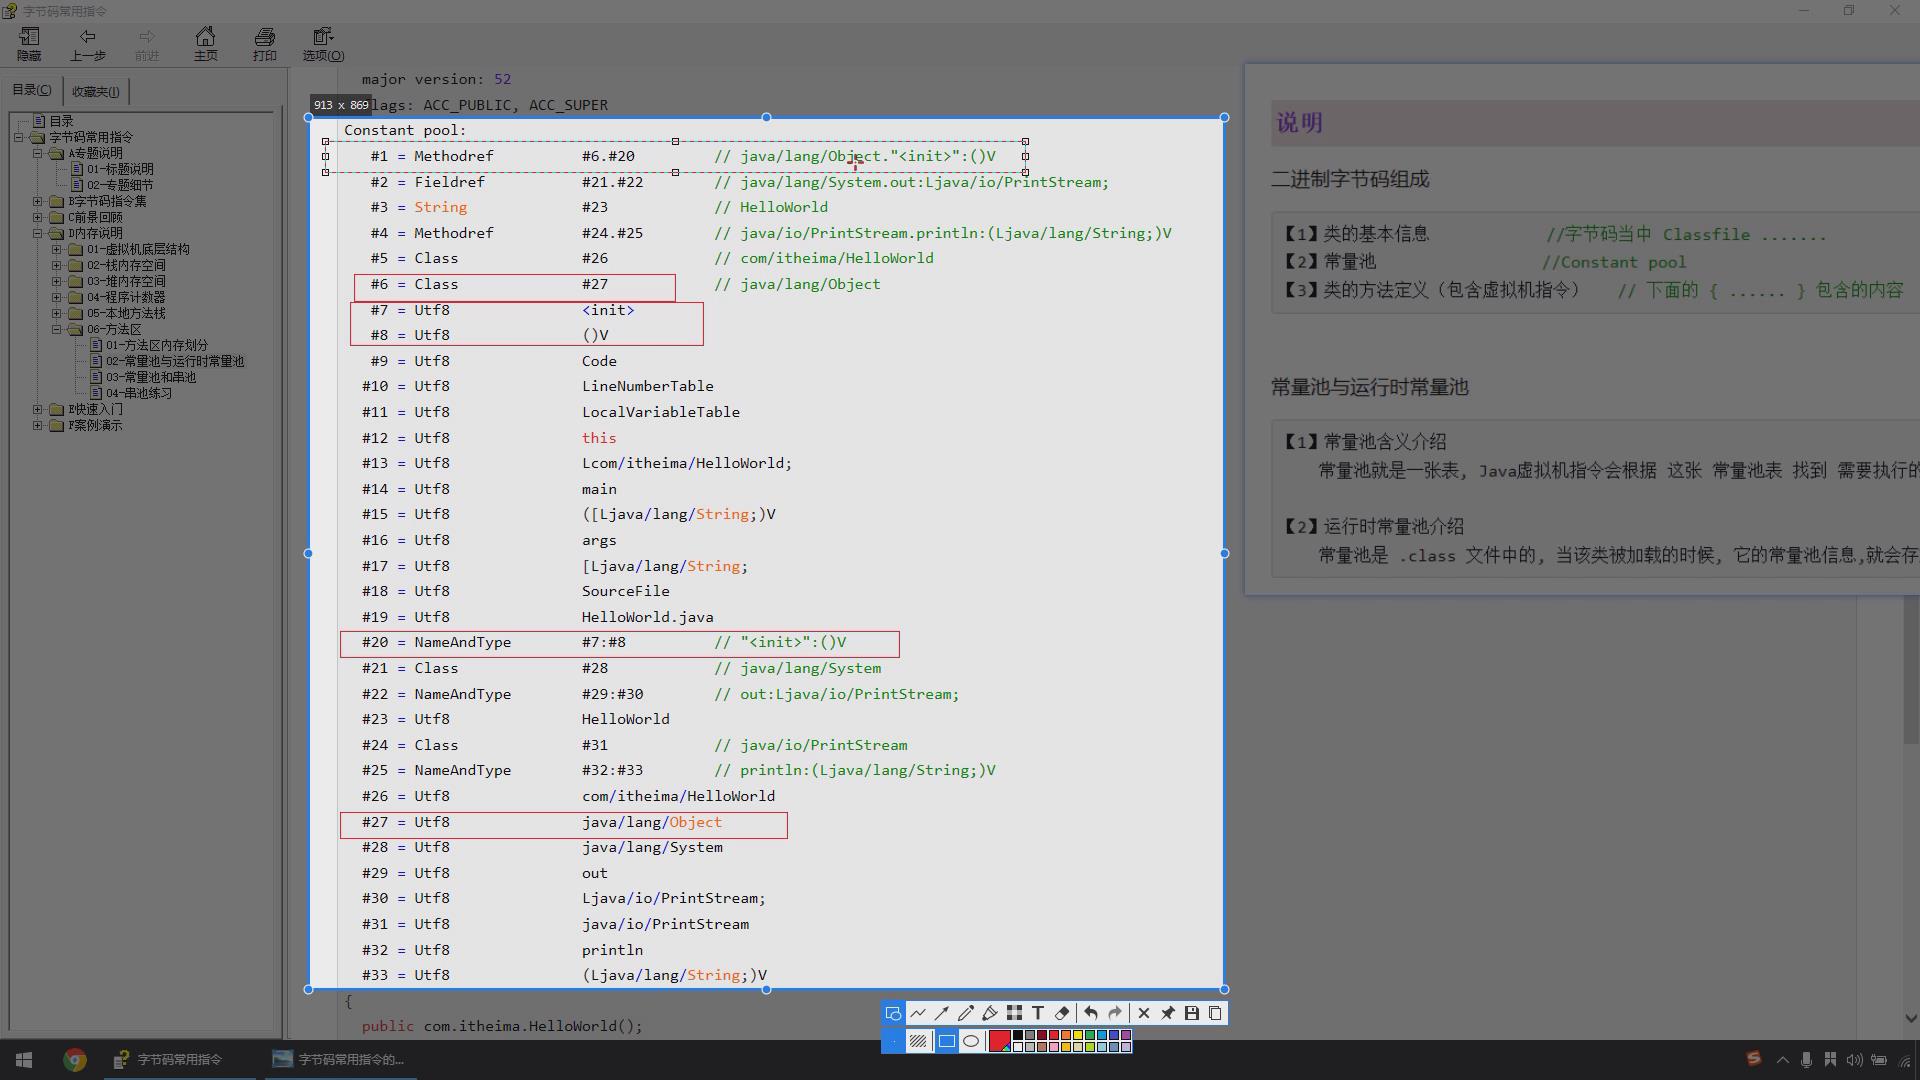 字节码常用指令
隐藏 上一步 前进 主页 打印 选项(O)
目录(C) 收藏夹(I)
目录
字节码常用指令
A专题说明
01-标题说明
02-专题细节
B字节码指令集
C前景回顾
D内存说明
01-虚拟机底层结构
02-栈内存空间
03-堆内存空间
04-程序计数器
05-本地方法栈
06-方法区
01-方法区内存划分
02-常量池与运行时常量池
03-常量池和串池
04-串池练习
E快速入门
F案例演示
major version: 52
lags: ACC_PUBLIC, ACC_SUPER
913 x 869
Constant pool:
#1 = Methodref #6.#20 // java/lang/Object."<init>":()V
#2 = Fieldref #21.#22 // java/lang/System.out:Ljava/io/PrintStream;
#3 = String #23 // HelloWorld
#4 = Methodref #24.#25 // java/io/PrintStream.println:(Ljava/lang/String;)V
#5 = Class #26 // com/itheima/HelloWorld
#6 = Class #27 // java/lang/Object
#7 = Utf8 <init>
#8 = Utf8 ()V
#9 = Utf8 Code
#10 = Utf8 LineNumberTable
#11 = Utf8 LocalVariableTable
#12 = Utf8 this
#13 = Utf8 Lcom/itheima/HelloWorld;
#14 = Utf8 main
#15 = Utf8 ([Ljava/lang/String;)V
#16 = Utf8 args
#17 = Utf8 [Ljava/lang/String;
#18 = Utf8 SourceFile
#19 = Utf8 HelloWorld.java
#20 = NameAndType #7:#8 // "<init>":()V
#21 = Class #28 // java/lang/System
#22 = NameAndType #29:#30 // out:Ljava/io/PrintStream;
#23 = Utf8 HelloWorld
#24 = Class #31 // java/io/PrintStream
#25 = NameAndType #32:#33 // println:(Ljava/lang/String;)V
#26 = Utf8 com/itheima/HelloWorld
#27 = Utf8 java/lang/Object
#28 = Utf8 java/lang/System
#29 = Utf8 out
#30 = Utf8 Ljava/io/PrintStream;
#31 = Utf8 java/io/PrintStream
#32 = Utf8 println
#33 = Utf8 (Ljava/lang/String;)V
{
public com.itheima.HelloWorld();
说明
二进制字节码组成
【1】类的基本信息 //字节码当中 Classfile .......
【2】常量池 //Constant pool
【3】类的方法定义（包含虚拟机指令） // 下面的 { ...... } 包含的内容
常量池与运行时常量池
【1】常量池含义介绍
常量池就是一张表, Java虚拟机指令会根据 这张 常量池表 找到 需要执行的
【2】运行时常量池介绍
常量池是 .class 文件中的, 当该类被加载的时候, 它的常量池信息,就会存
字节码常用指令 字节码常用指令的...